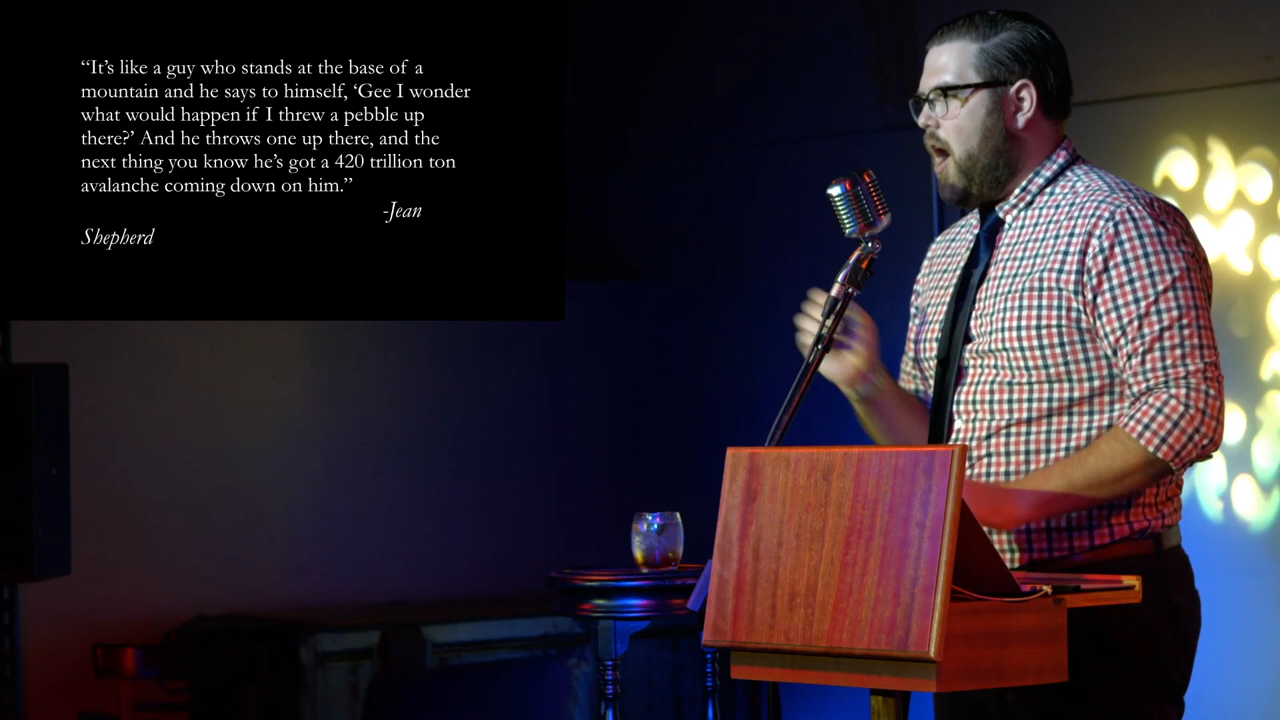 “It’s like a guy who stands at the base of a
mountain and he says to himself, ‘Gee I wonder
what would happen if I threw a pebble up
there?’ And he throws one up there, and the
next thing you know he’s got a 420 trillion ton
avalanche coming down on him.”
-Jean
Shepherd